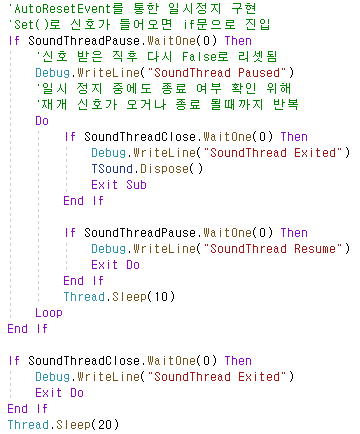 'AutoResetEvent를 통한 일시정지 구현
'Set()로 신호가 들어오면 if문으로 진입
If SoundThreadPause.WaitOne(0) Then
'신호 받은 직후 다시 False로 리셋됨
Debug.WriteLine("SoundThread Paused")
'일시 정지 중에도 종료 여부 확인 위해
'재개 신호가 오거나 종료 될때까지 반복
Do
If SoundThreadClose.WaitOne(0) Then
Debug.WriteLine("SoundThread Exited")
TSound.Dispose()
Exit Sub
End If
If SoundThreadPause.WaitOne(0) Then
Debug.WriteLine("SoundThread Resume")
Exit Do
End If
Thread.Sleep(10)
Loop
End If
If SoundThreadClose.WaitOne(0) Then
Debug.WriteLine("SoundThread Exited")
Exit Do
End If
Thread.Sleep(20)